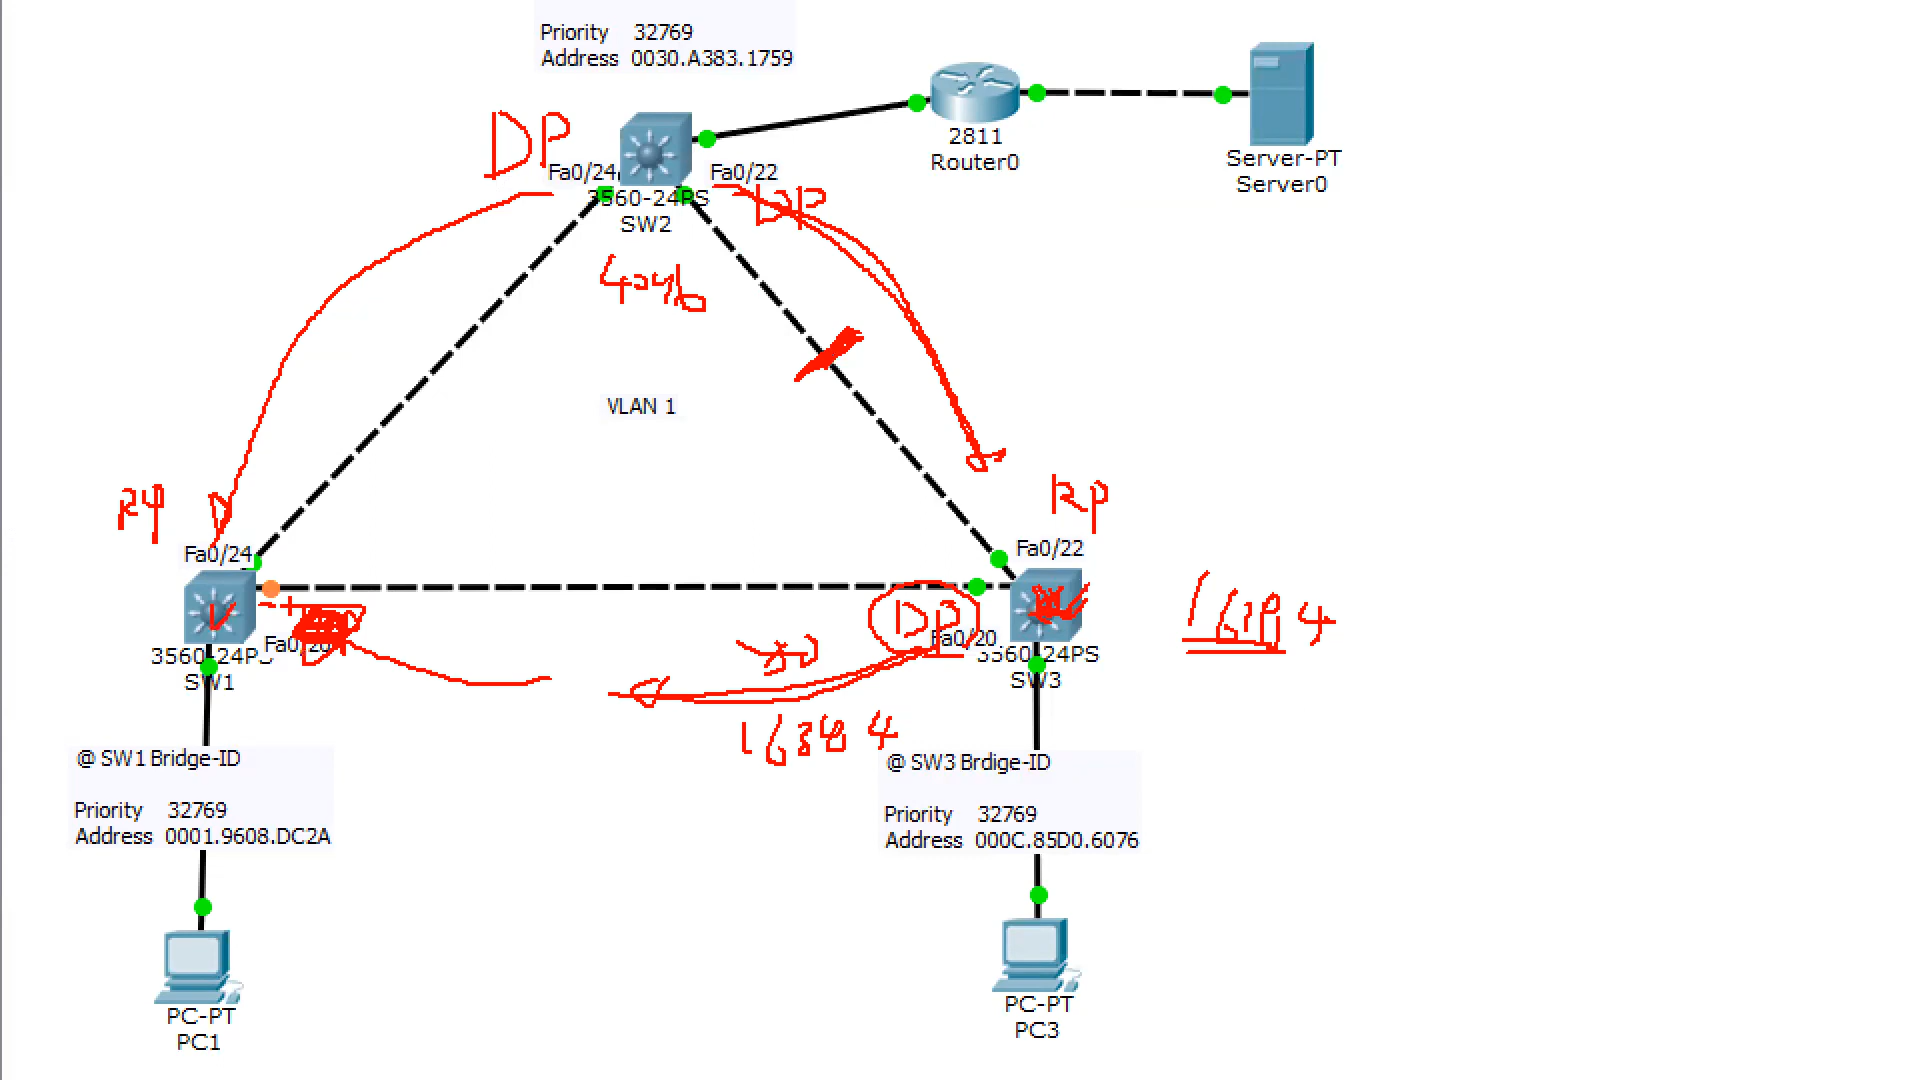 Priority 32769
Address 0030.A383.1759
DP
Fa0/24
Fa0/22
3560-24PS
SW2
DP
2811
Router0
Server-PT
Server0
VLAN 1
RP
RP
Fa0/24
Fa0/22
DP
16384
Fa0/20
Fa0/20
3560-24PS
SW1
3560-24PS
SW3
16384
@ SW1 Bridge-ID
Priority 32769
Address 0001.9608.DC2A
@ SW3 Brdige-ID
Priority 32769
Address 000C.85D0.6076
PC-PT
PC1
PC-PT
PC3